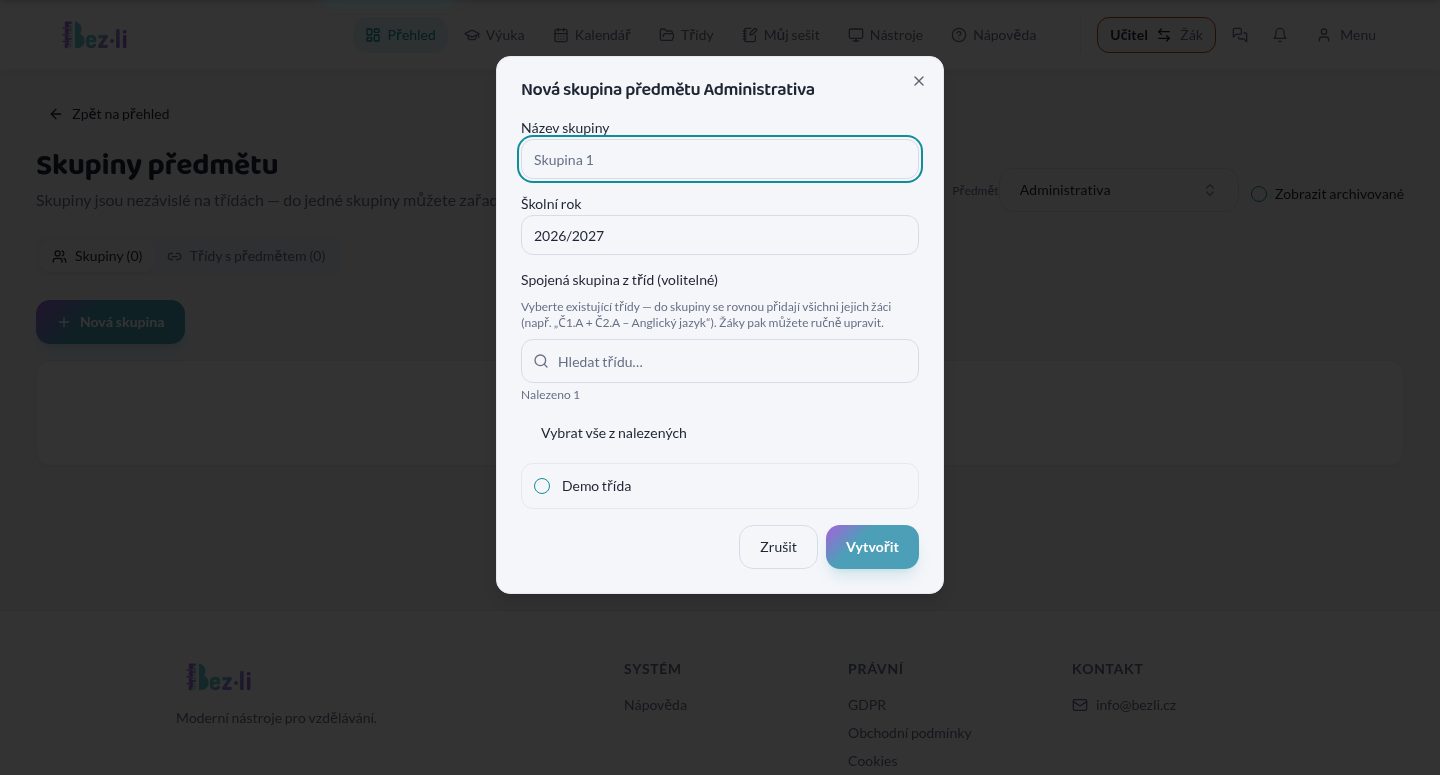 Bez·li
Přehled
Výuka
Kalendář
Třídy
Můj sešit
Nástroje
Nápověda
Učitel
Žák
Menu
Zpět na přehled
Skupiny předmětu
Skupiny jsou nezávislé na třídách — do jedné skupiny můžete zařad
Předmět
Administrativa
Zobrazit archivované
Skupiny (0)
Třídy s předmětem (0)
Nová skupina
Nová skupina předmětu Administrativa
Název skupiny
Skupina 1
Školní rok
2026/2027
Spojená skupina z tříd (volitelné)
Vyberte existující třídy — do skupiny se rovnou přidají všichni jejich žáci
(např. „Č1.A + Č2.A – Anglický jazyk“). Žáky pak můžete ručně upravit.
Hledat třídu…
Nalezeno 1
Vybrat vše z nalezených
Demo třída
Zrušit
Vytvořit
Bez·li
Moderní nástroje pro vzdělávání.
SYSTÉM
Nápověda
PRÁVNÍ
GDPR
Obchodní podmínky
Cookies
KONTAKT
info@bezli.cz